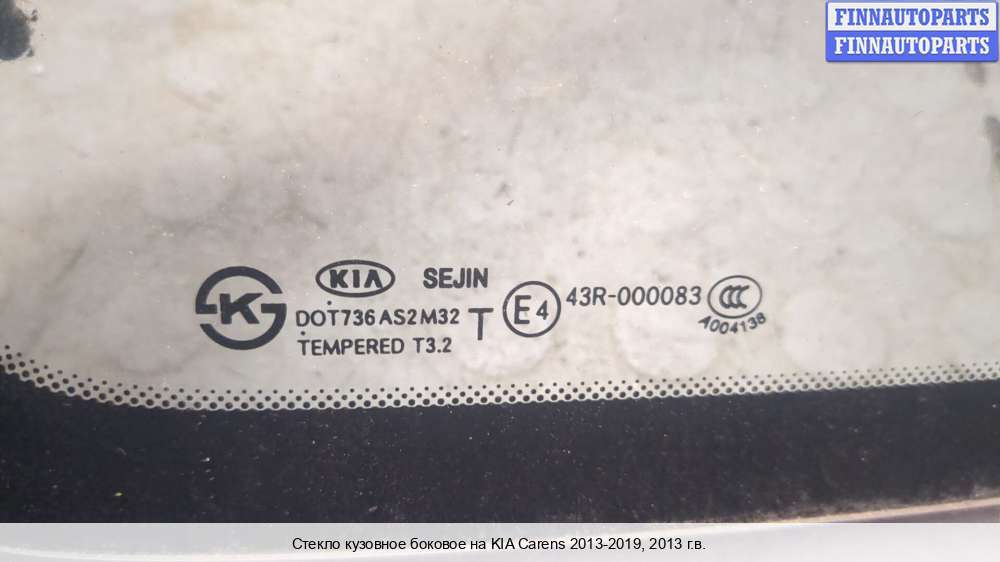 FINNAUTOPARTS
FINNAUTOPARTS
KIA SEJIN
K
DOT736 AS2 M32 T E4 43R-000083 CCC
TEMPERED T3.2
A004138
Стекло кузовное боковое на KIA Carens 2013-2019, 2013 г.в.